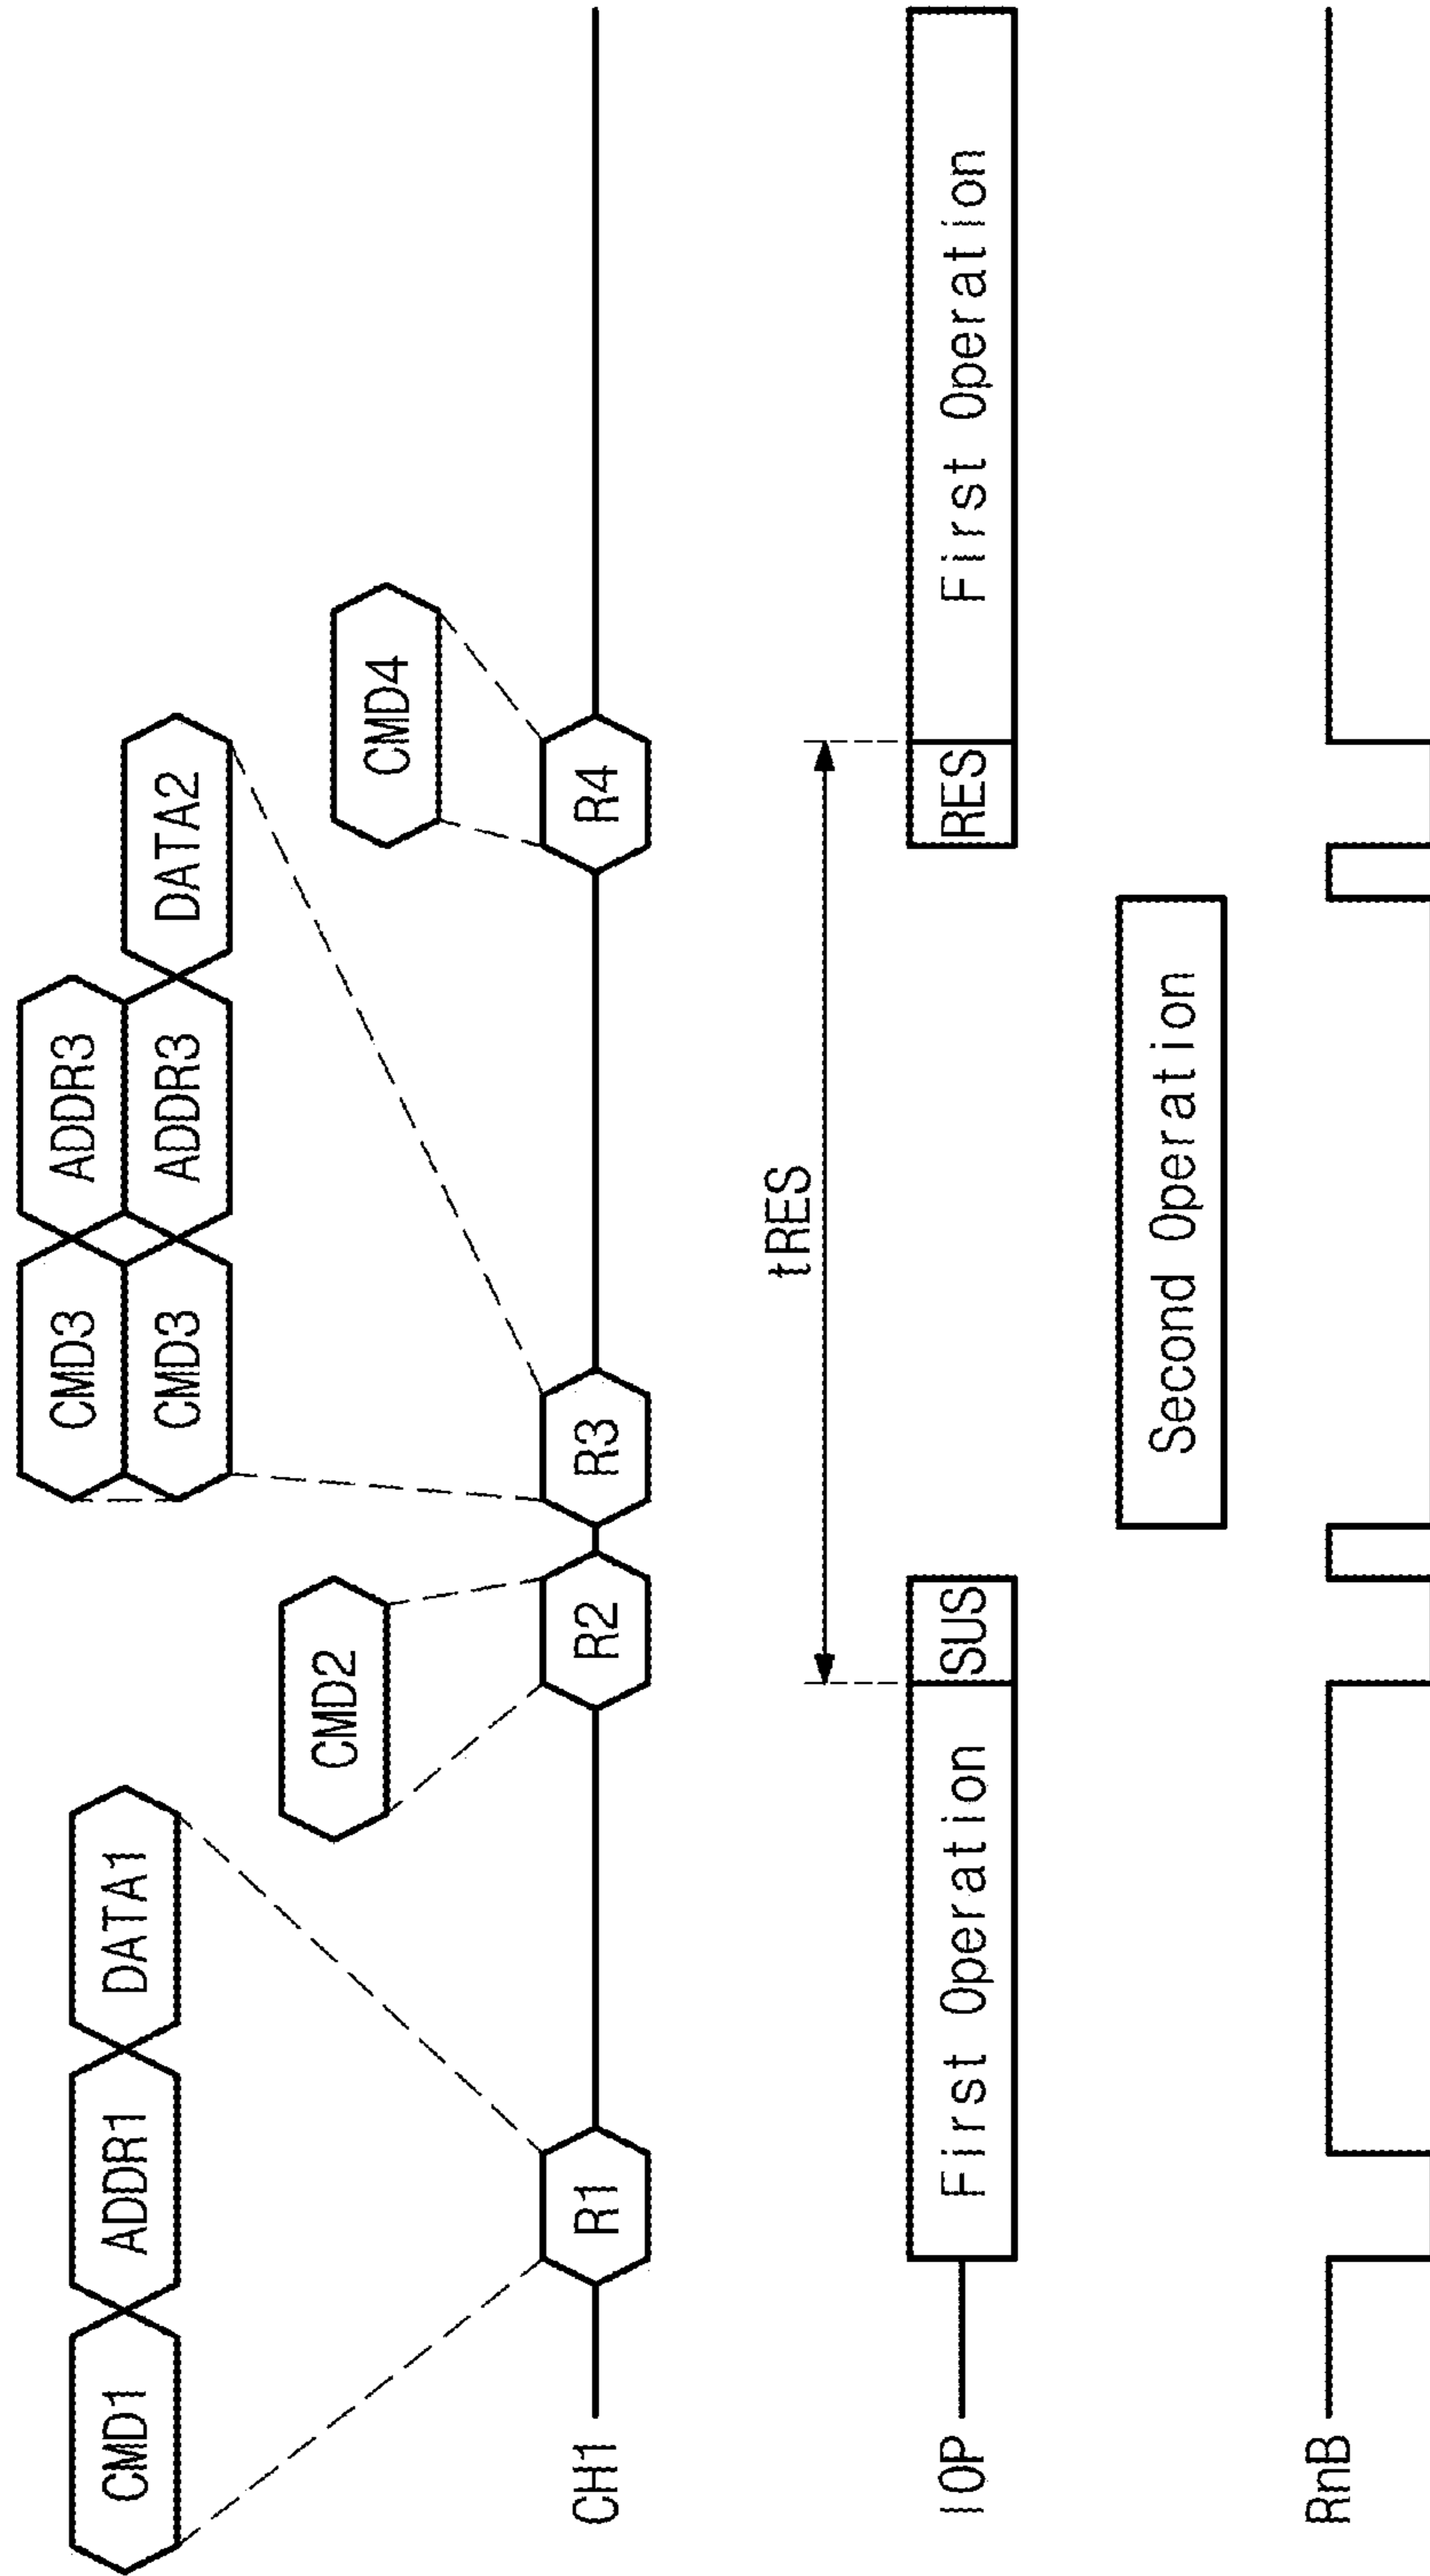 CMD3 ADDR3
CMD1 ADDR1 DATA1
CMD3 ADDR3 DATA2
CMD2
CMD4
CH1 R1 R2 R3 R4
tRES
IOP First Operation SUS RES First Operation
Second Operation
RnB